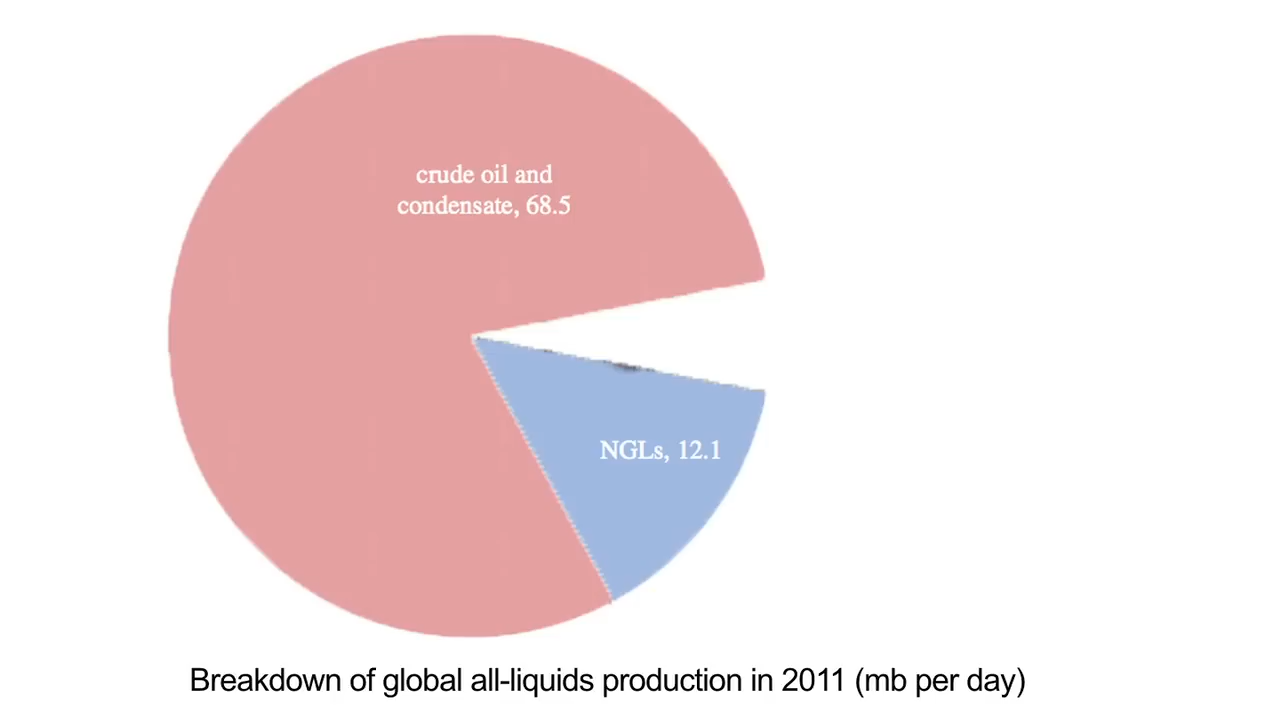 crude oil and
condensate, 68.5
NGLs, 12.1
Breakdown of global all-liquids production in 2011 (mb per day)